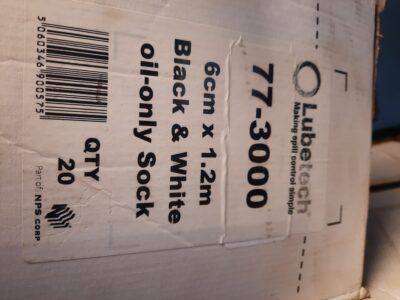 Lubetech
Making spill control simple
77-3000
6cm x 1.2m
Black & White
oil-only Sock
5060346900575
QTY
20
Part of: NPS CORP